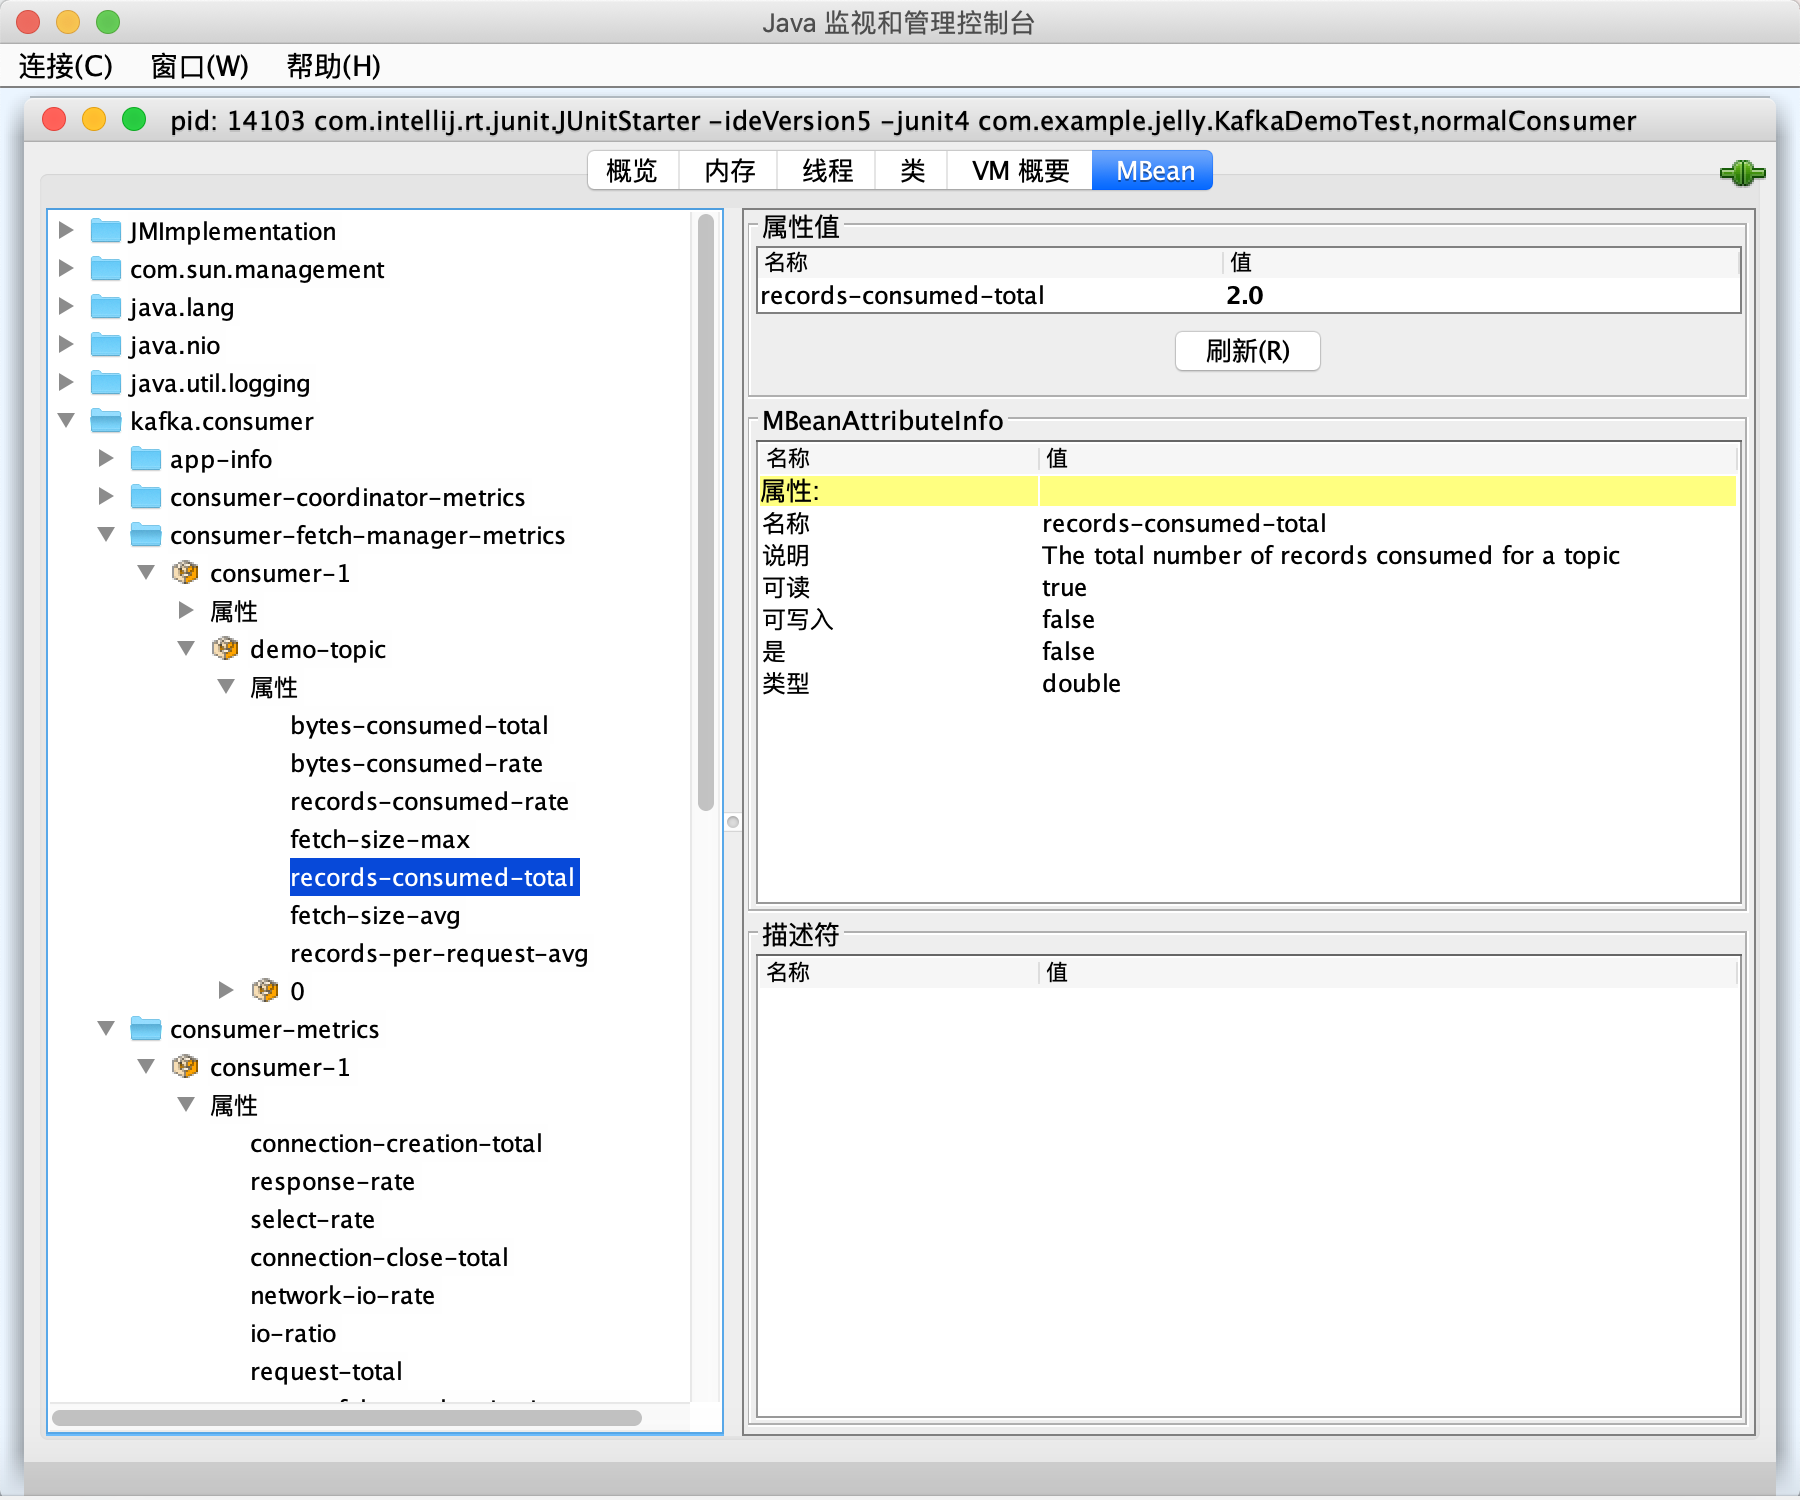 Java 监视和管理控制台
连接(C) 窗口(W) 帮助(H)
pid: 14103 com.intellij.rt.junit.JUnitStarter -ideVersion5 -junit4 com.example.jelly.KafkaDemoTest,normalConsumer
概览 内存 线程 类 VM 概要 MBean
JMImplementation
com.sun.management
java.lang
java.nio
java.util.logging
kafka.consumer
app-info
consumer-coordinator-metrics
consumer-fetch-manager-metrics
consumer-1
属性
demo-topic
属性
bytes-consumed-total
bytes-consumed-rate
records-consumed-rate
fetch-size-max
records-consumed-total
fetch-size-avg
records-per-request-avg
0
consumer-metrics
consumer-1
属性
connection-creation-total
response-rate
select-rate
connection-close-total
network-io-rate
io-ratio
request-total
属性值
名称 值
records-consumed-total 2.0
刷新(R)
MBeanAttributeInfo
名称 值
属性:
名称 records-consumed-total
说明 The total number of records consumed for a topic
可读 true
可写入 false
是 false
类型 double
描述符
名称 值